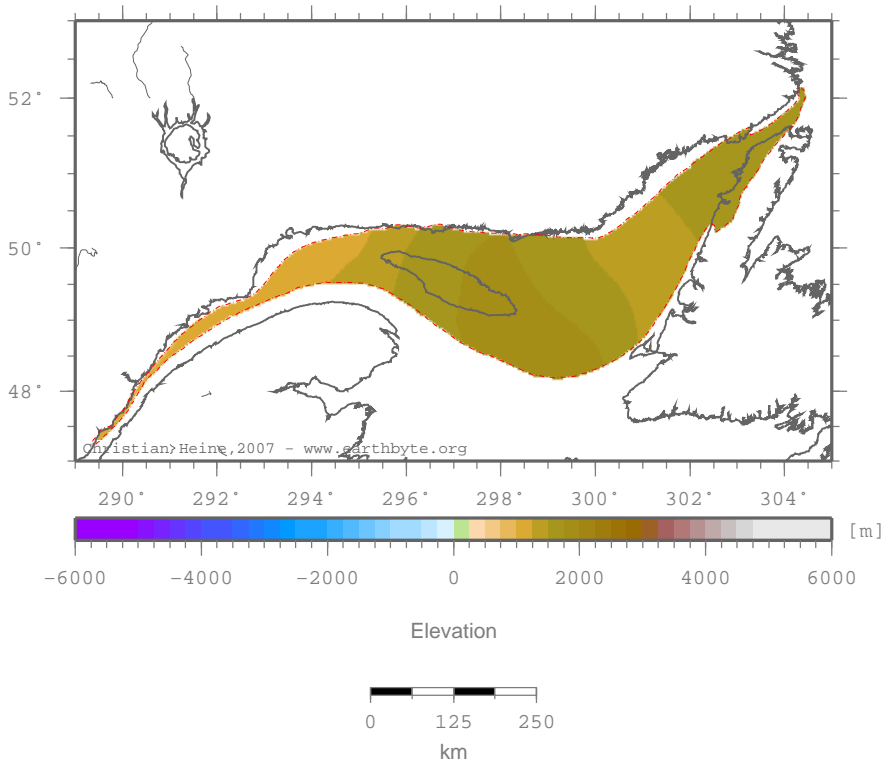 52°
50°
48°
Christian Heine,2007 - www.earthbyte.org
290° 292° 294° 296° 298° 300° 302° 304°
[m]
-6000 -4000 -2000 0 2000 4000 6000
Elevation
0 125 250
km